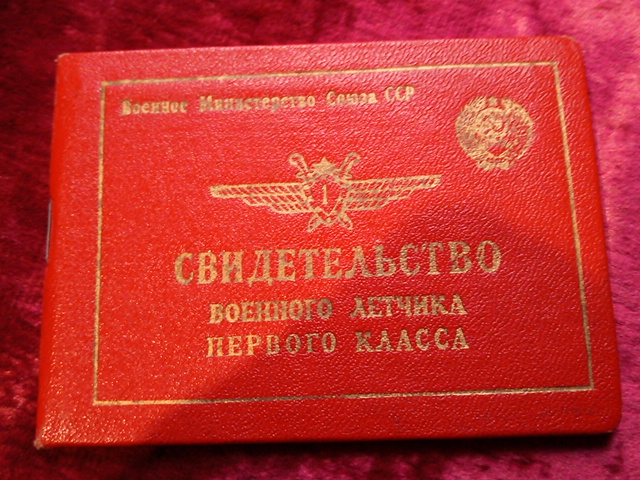 Военное Министерство Союза ССР
1
СВИДЕТЕЛЬСТВО
ВОЕННОГО ЛЕТЧИКА
ПЕРВОГО КЛАССА